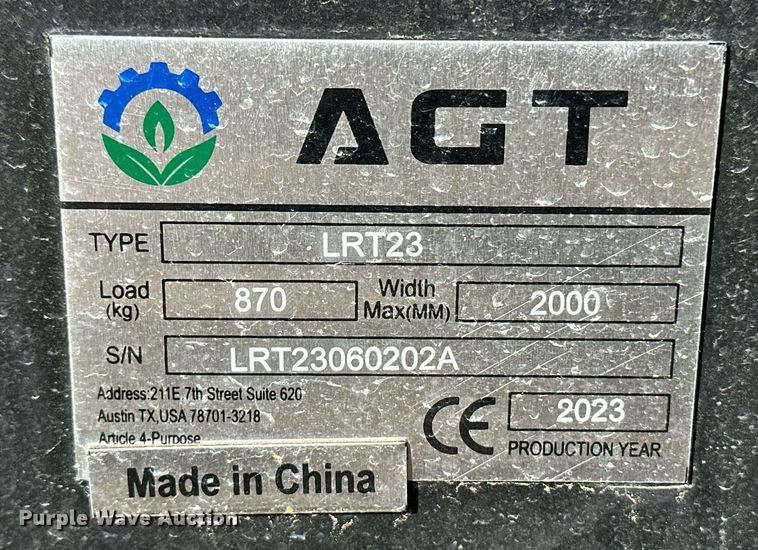 AGT
TYPE LRT23
Load (kg) 870 Width Max(MM) 2000
S/N LRT23060202A
Address:211E 7th Street Suite 620
Austin TX,USA 78701-3218
Article 4-Purpose
CE 2023
PRODUCTION YEAR
Made in China
Purple Wave Auction